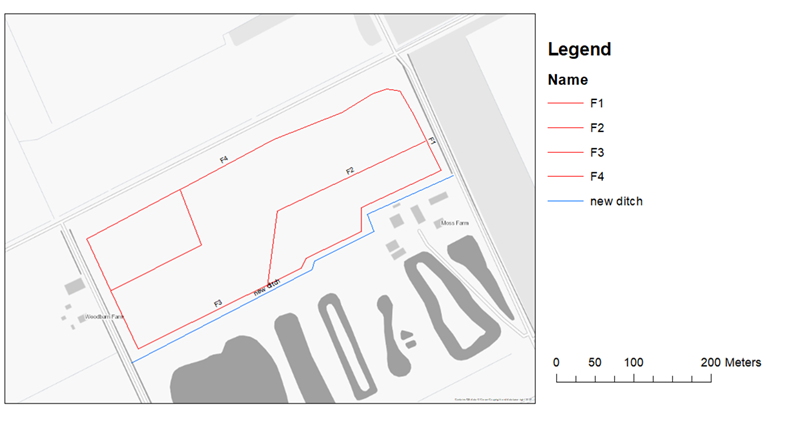 Legend
Name
F1
F2
F3
F4
new ditch
0 50 100 200 Meters
F4
F2
F1
F3
new ditch
Moss Farm
Woodbark Farm